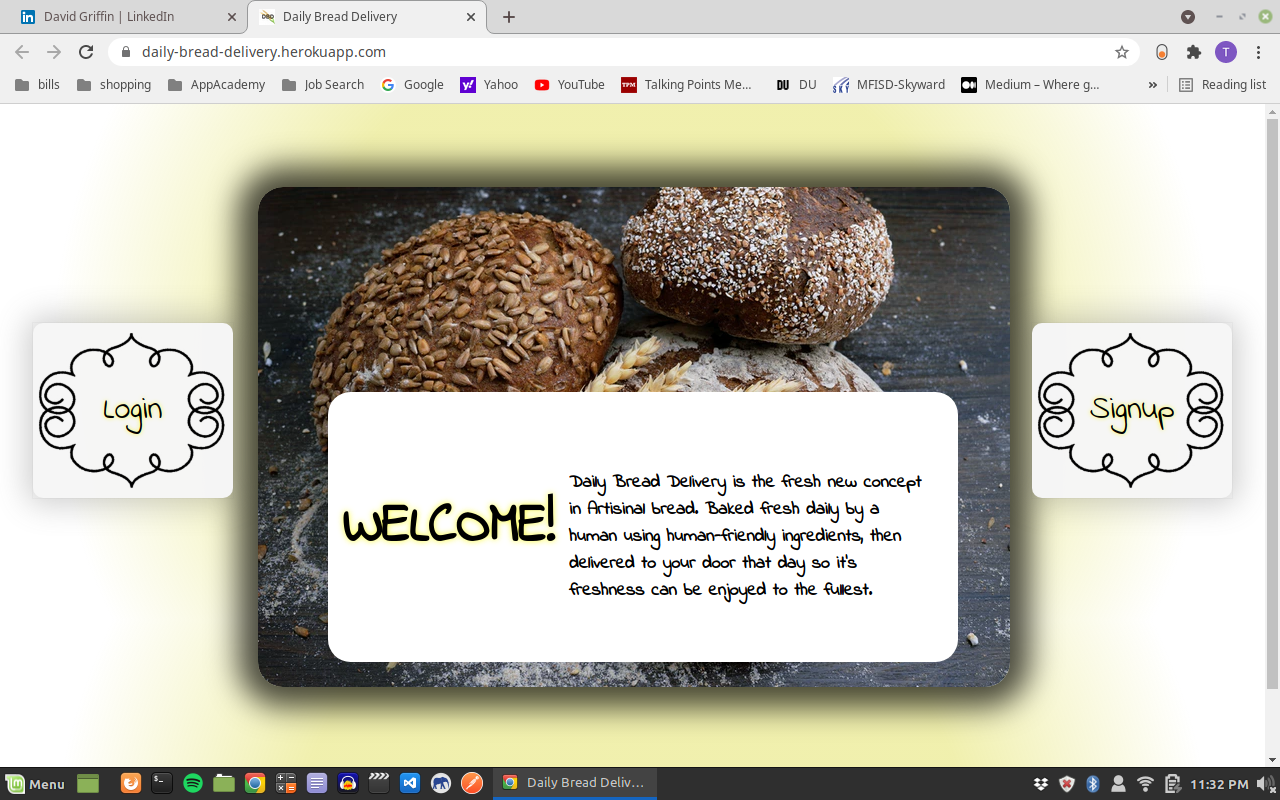 David Griffin | LinkedIn
DBD Daily Bread Delivery
daily-bread-delivery.herokuapp.com
T
bills shopping AppAcademy Job Search Google Yahoo YouTube TPM Talking Points Me... DU DU MFISD-Skyward Medium – Where g... » Reading list
Login
Signup
WELCOME!
Daily Bread Delivery is the fresh new concept
in Artisinal bread. Baked fresh daily by a
human using human-friendly ingredients, then
delivered to your door that day so it's
freshness can be enjoyed to the fullest.
Menu Daily Bread Deliv... 11:32 PM